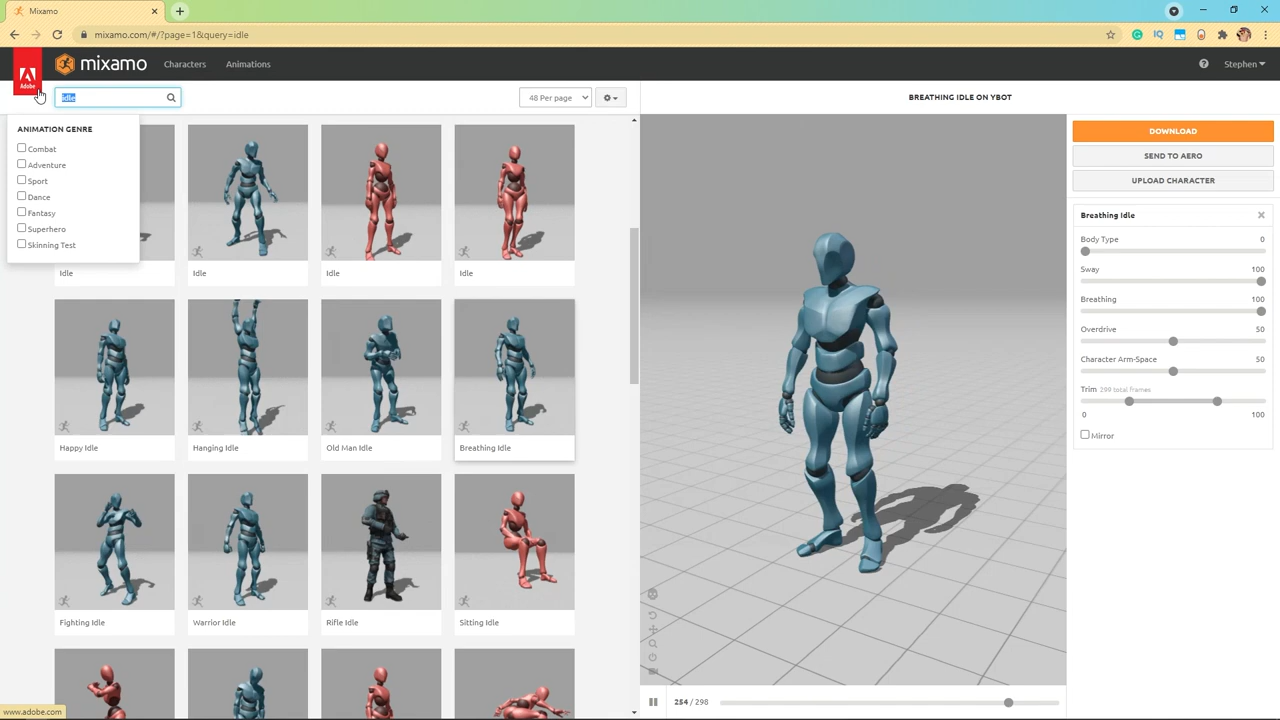 Mixamo
mixamo.com/#/?page=1&query=idle
Adobe
mixamo
Characters
Animations
Stephen
idle
48 Per page
BREATHING IDLE ON YBOT
ANIMATION GENRE
Combat
Adventure
Sport
Dance
Fantasy
Superhero
Skinning Test
Idle
Idle
Idle
Idle
Happy Idle
Hanging Idle
Old Man Idle
Breathing Idle
Fighting Idle
Warrior Idle
Rifle Idle
Sitting Idle
DOWNLOAD
SEND TO AERO
UPLOAD CHARACTER
Breathing Idle
Body Type 0
Sway 100
Breathing 100
Overdrive 50
Character Arm-Space 50
Trim 299 total frames
0 100
Mirror
254 / 298
www.adobe.com